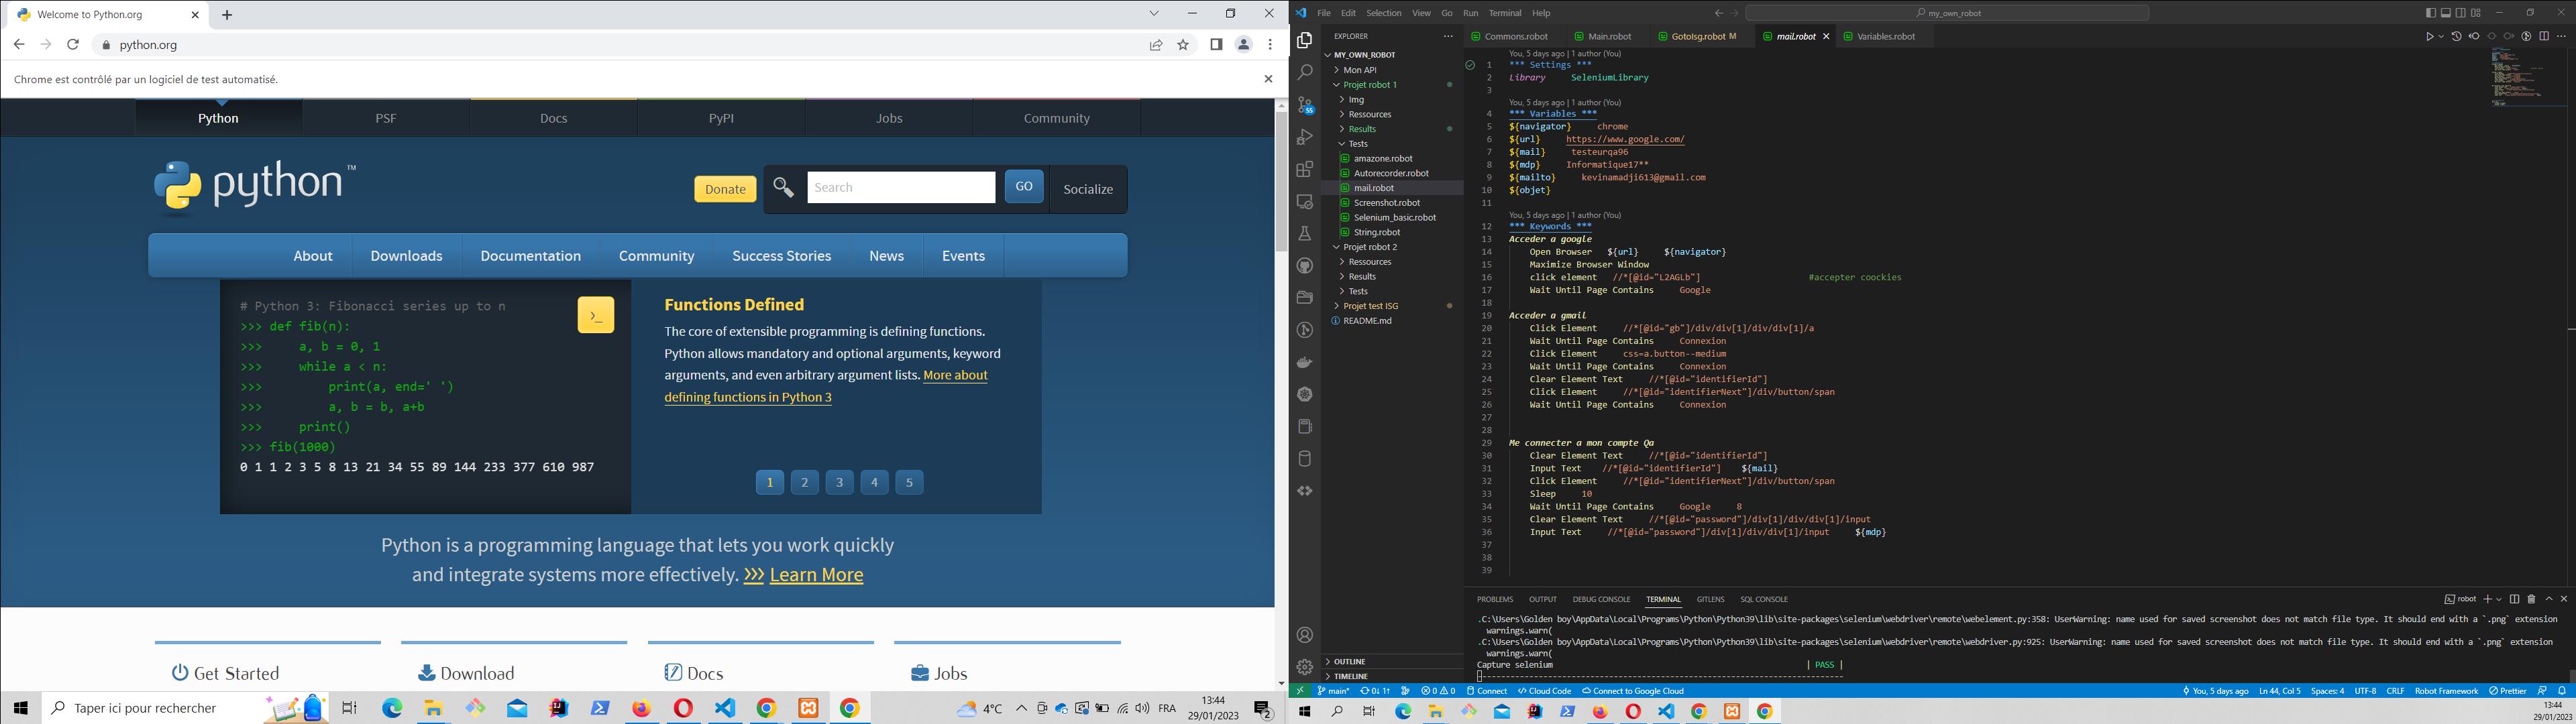 Welcome to Python.org
python.org
Chrome est contrôlé par un logiciel de test automatisé.
Python PSF Docs PyPI Jobs Community
python™
Donate Search GO Socialize
About Downloads Documentation Community Success Stories News Events
# Python 3: Fibonacci series up to n
>>> def fib(n):
>>>     a, b = 0, 1
>>>     while a < n:
>>>         print(a, end=' ')
>>>         a, b = b, a+b
>>>     print()
>>> fib(1000)
0 1 1 2 3 5 8 13 21 34 55 89 144 233 377 610 987
>_
Functions Defined
The core of extensible programming is defining functions.
Python allows mandatory and optional arguments, keyword
arguments, and even arbitrary argument lists. More about
defining functions in Python 3
1 2 3 4 5
Python is a programming language that lets you work quickly
and integrate systems more effectively. >>> Learn More
Get Started Download Docs Jobs
Taper ici pour rechercher
4°C FRA 13:44
29/01/2023 2
File Edit Selection View Go Run Terminal Help
my_own_robot
EXPLORER
MY_OWN_ROBOT
Mon API
Projet robot 1
Img
Ressources
Results
Tests
amazone.robot
Autorecorder.robot
mail.robot
Screenshot.robot
Selenium_basic.robot
String.robot
Projet robot 2
Ressources
Results
Tests
Projet test ISG
README.md
OUTLINE
TIMELINE
55
Commons.robot Main.robot GotoIsg.robot M mail.robot Variables.robot
You, 5 days ago | 1 author (You)
1 *** Settings ***
2 Library     SeleniumLibrary
3
You, 5 days ago | 1 author (You)
4 *** Variables ***
5 ${navigator}     chrome
6 ${url}     https://www.google.com/
7 ${mail}     testeurqa96
8 ${mdp}     Informatique17**
9 ${mailto}     kevinamadji613@gmail.com
10 ${objet}
11
You, 5 days ago | 1 author (You)
12 *** Keywords ***
13 Acceder a google
14     Open Browser   ${url}    ${navigator}
15     Maximize Browser Window
16     click element   //*[@id="L2AGLb"]                     #accepter coockies
17     Wait Until Page Contains     Google
18
19 Acceder a gmail
20     Click Element     //*[@id="gb"]/div/div[1]/div/div[1]/a
21     Wait Until Page Contains     Connexion
22     Click Element     css=a.button--medium
23     Wait Until Page Contains     Connexion
24     Clear Element Text     //*[@id="identifierId"]
25     Click Element     //*[@id="identifierNext"]/div/button/span
26     Wait Until Page Contains     Connexion
27
28
29 Me connecter a mon compte Qa
30     Clear Element Text     //*[@id="identifierId"]
31     Input Text    //*[@id="identifierId"]    ${mail}
32     Click Element     //*[@id="identifierNext"]/div/button/span
33     Sleep     10
34     Wait Until Page Contains     Google     8
35     Clear Element Text     //*[@id="password"]/div[1]/div/div[1]/input
36     Input Text     //*[@id="password"]/div[1]/div/div[1]/input     ${mdp}
37
38
39
PROBLEMS OUTPUT DEBUG CONSOLE TERMINAL GITLENS SQL CONSOLE robot
.C:\Users\Golden boy\AppData\Local\Programs\Python\Python39\lib\site-packages\selenium\webdriver\remote\webelement.py:358: UserWarning: name used for saved screenshot does not match file type. It should end with a `.png` extension
  warnings.warn(
.C:\Users\Golden boy\AppData\Local\Programs\Python\Python39\lib\site-packages\selenium\webdriver\remote\webdriver.py:925: UserWarning: name used for saved screenshot does not match file type. It should end with a `.png` extension
  warnings.warn(
Capture selenium | PASS |
------------------------------------------------------------------------------
main* 0↓ 1↑ 0 0 Connect Cloud Code Connect to Google Cloud You, 5 days ago Ln 44, Col 5 Spaces: 4 UTF-8 CRLF Robot Framework Prettier
13:44
29/01/2023